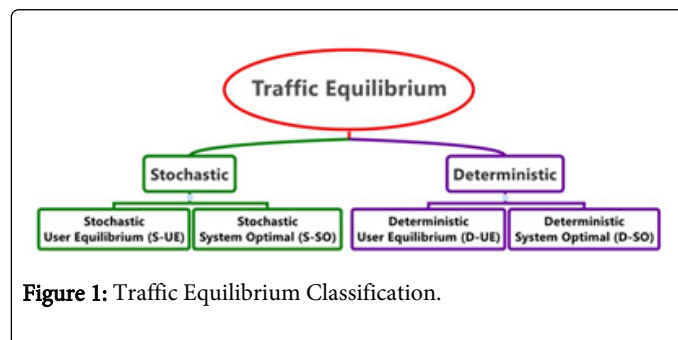 Traffic Equilibrium
Stochastic
Deterministic
Stochastic
User Equilibrium (S-UE)
Stochastic
System Optimal (S-SO)
Deterministic
User Equilibrium (D-UE)
Deterministic
System Optimal (D-SO)
Figure 1: Traffic Equilibrium Classification.